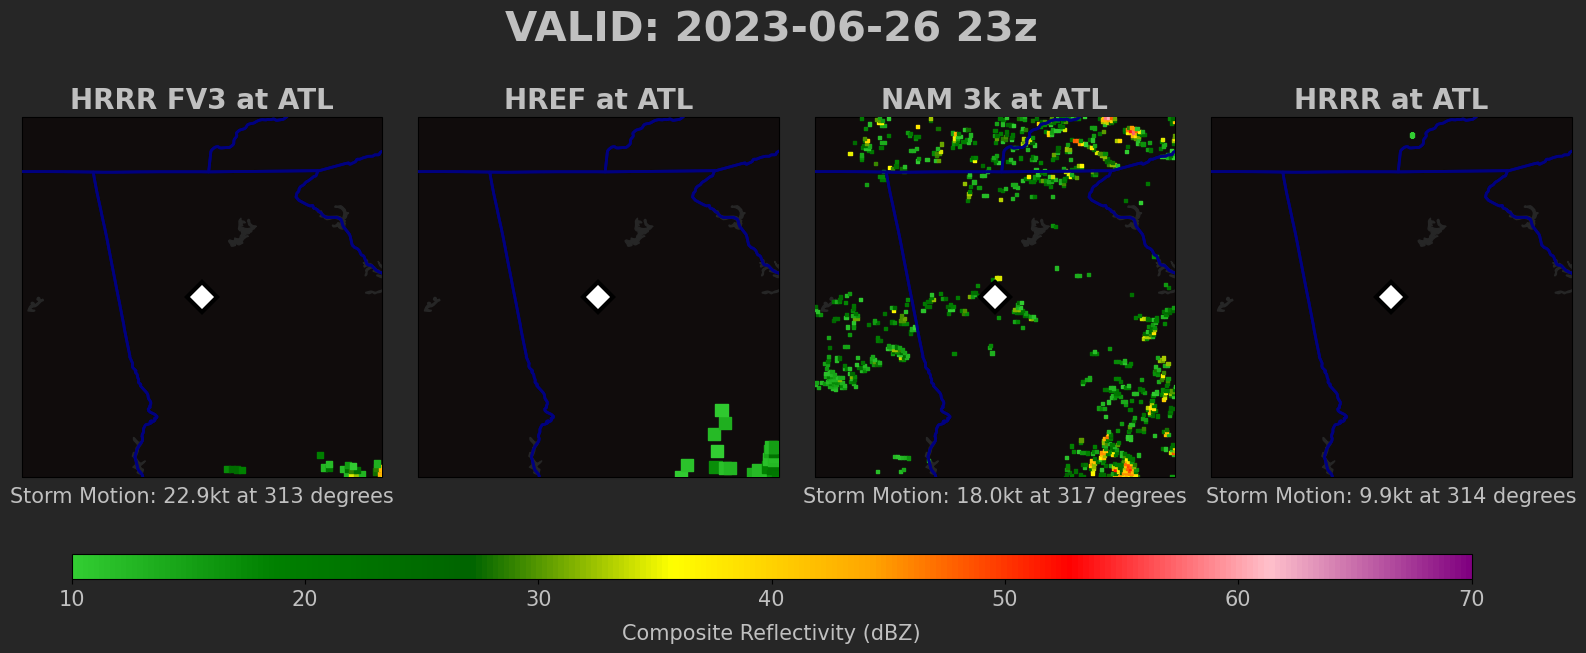 VALID: 2023-06-26 23z
HRRR FV3 at ATL
HREF at ATL
NAM 3k at ATL
HRRR at ATL
Storm Motion: 22.9kt at 313 degrees
Storm Motion: 18.0kt at 317 degrees
Storm Motion: 9.9kt at 314 degrees
10 20 30 40 50 60 70
Composite Reflectivity (dBZ)